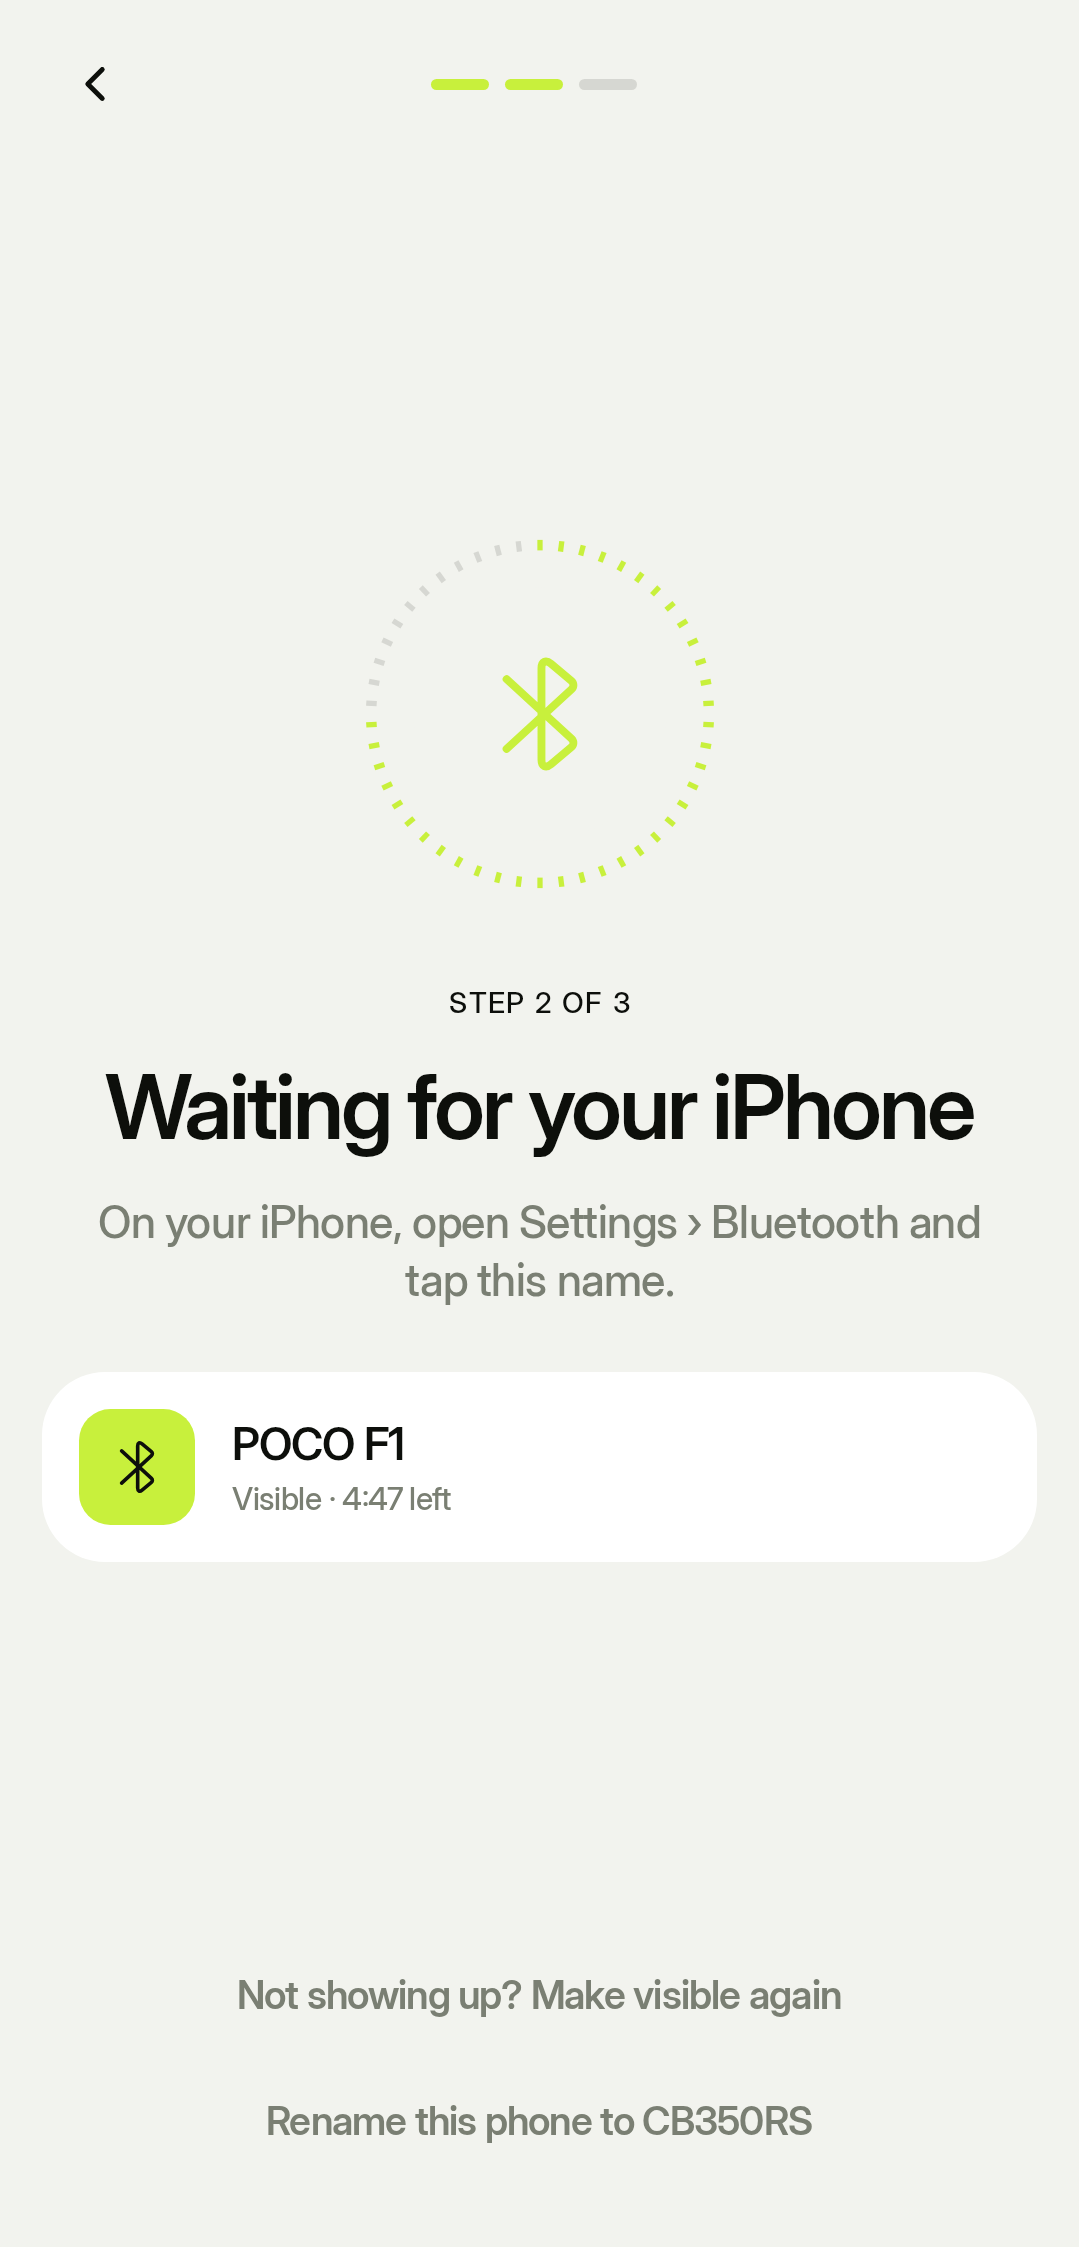 STEP 2 OF 3
Waiting for your iPhone
On your iPhone, open Settings › Bluetooth and
tap this name.
POCO F1
Visible · 4:47 left
Not showing up? Make visible again
Rename this phone to CB350RS